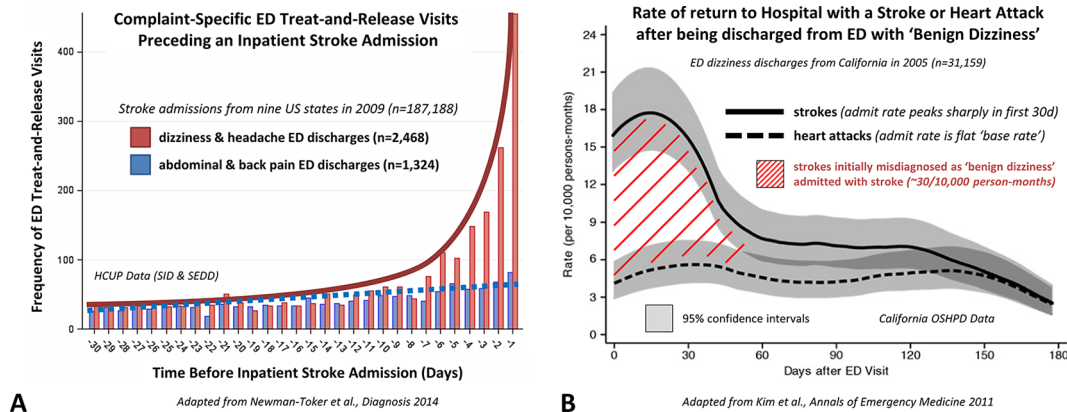 Complaint-Specific ED Treat-and-Release Visits
Preceding an Inpatient Stroke Admission
Stroke admissions from nine US states in 2009 (n=187,188)
dizziness & headache ED discharges (n=2,468)
abdominal & back pain ED discharges (n=1,324)
Frequency of ED Treat-and-Release Visits
400
300
200
100
0
HCUP Data (SID & SEDD)
-30 -29 -28 -27 -26 -25 -24 -23 -22 -21 -20 -19 -18 -17 -16 -15 -14 -13 -12 -11 -10 -9 -8 -7 -6 -5 -4 -3 -2 -1
Time Before Inpatient Stroke Admission (Days)
A
Adapted from Newman-Toker et al., Diagnosis 2014
Rate of return to Hospital with a Stroke or Heart Attack
after being discharged from ED with ‘Benign Dizziness’
ED dizziness discharges from California in 2005 (n=31,159)
strokes (admit rate peaks sharply in first 30d)
heart attacks (admit rate is flat ‘base rate’)
strokes initially misdiagnosed as ‘benign dizziness’
admitted with stroke (~30/10,000 person-months)
Rate (per 10,000 persons-months)
24
21
18
15
12
9
6
3
0
95% confidence intervals
California OSHPD Data
0 30 60 90 120 150 180
Days after ED Visit
B
Adapted from Kim et al., Annals of Emergency Medicine 2011